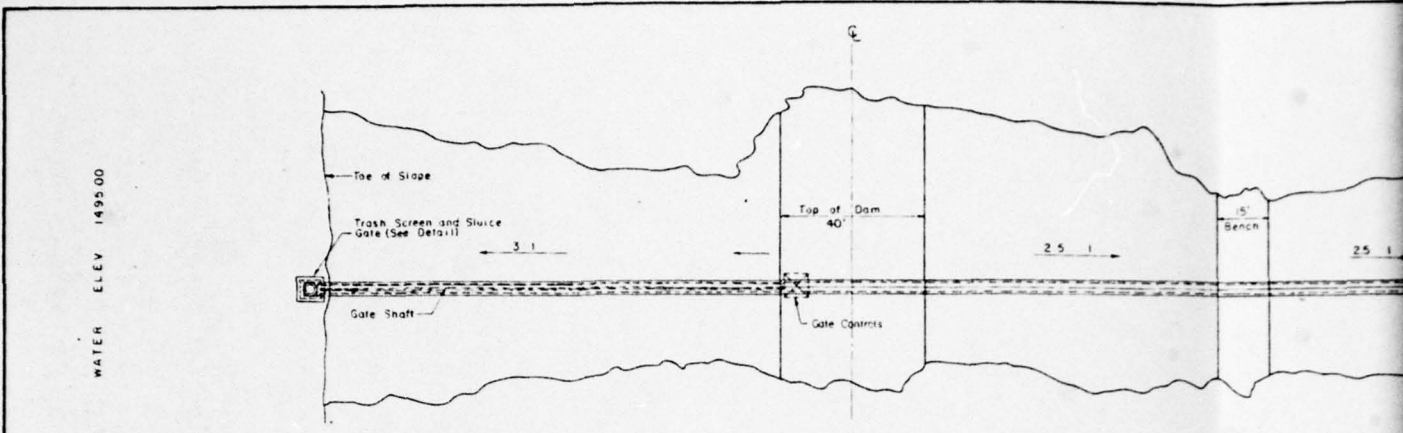 WATER ELEV 1495.00
Toe of Slope
Trash Screen and Sluice
Gate (See Detail)
3 1
Gate Shaft
℄
Top of Dam
40'
Gate Controls
2 5 1
15'
Bench
2 5 1